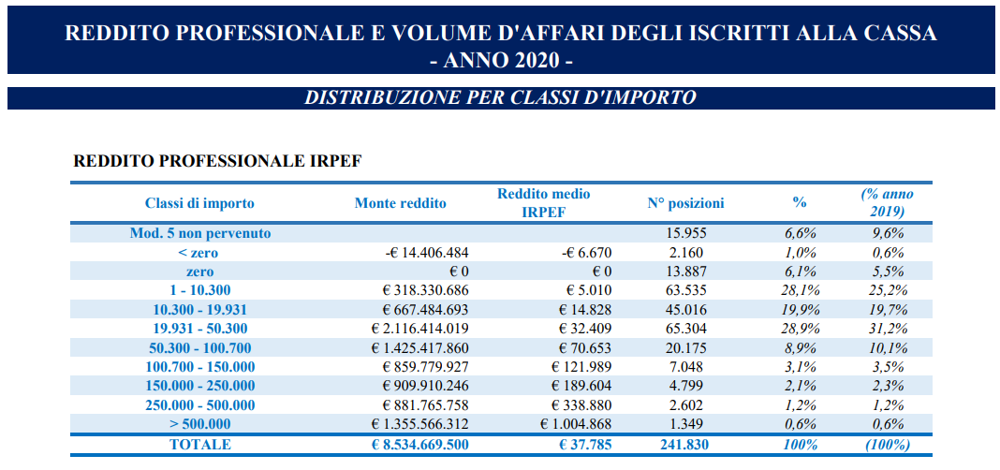 REDDITO PROFESSIONALE E VOLUME D'AFFARI DEGLI ISCRITTI ALLA CASSA
- ANNO 2020 -
DISTRIBUZIONE PER CLASSI D'IMPORTO
REDDITO PROFESSIONALE IRPEF
Classi di importo Monte reddito Reddito medio IRPEF N° posizioni % (% anno 2019)
Mod. 5 non pervenuto 15.955 6,6% 9,6%
< zero -€ 14.406.484 -€ 6.670 2.160 1,0% 0,6%
zero € 0 € 0 13.887 6,1% 5,5%
1 - 10.300 € 318.330.686 € 5.010 63.535 28,1% 25,2%
10.300 - 19.931 € 667.484.693 € 14.828 45.016 19,9% 19,7%
19.931 - 50.300 € 2.116.414.019 € 32.409 65.304 28,9% 31,2%
50.300 - 100.700 € 1.425.417.860 € 70.653 20.175 8,9% 10,1%
100.700 - 150.000 € 859.779.927 € 121.989 7.048 3,1% 3,5%
150.000 - 250.000 € 909.910.246 € 189.604 4.799 2,1% 2,3%
250.000 - 500.000 € 881.765.758 € 338.880 2.602 1,2% 1,2%
> 500.000 € 1.355.566.312 € 1.004.868 1.349 0,6% 0,6%
TOTALE € 8.534.669.500 € 37.785 241.830 100% (100%)